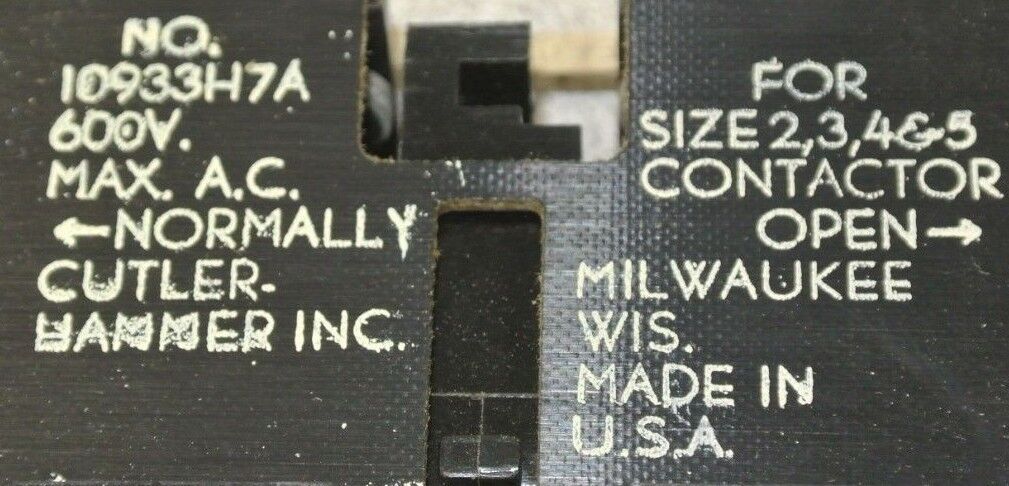 NO.
10933H7A
600V.
MAX. A.C.
←NORMALLY
CUTLER-
HAMMER INC.
FOR
SIZE 2,3,4&5
CONTACTOR
OPEN→
MILWAUKEE
WIS.
MADE IN
U.S.A.